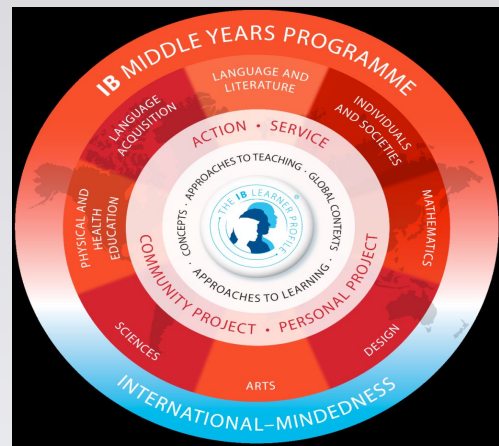 IB MIDDLE YEARS PROGRAMME
LANGUAGE AND
LITERATURE
LANGUAGE
ACQUISITION
INDIVIDUALS
AND SOCIETIES
PHYSICAL AND
HEALTH
EDUCATION
MATHEMATICS
SCIENCES
ARTS
DESIGN
ACTION • SERVICE
COMMUNITY PROJECT • PERSONAL PROJECT
· APPROACHES TO TEACHING ·
GLOBAL CONTEXTS ·
CONCEPTS
· APPROACHES TO LEARNING ·
THE IB LEARNER PROFILE
®
INTERNATIONAL–MINDEDNESS